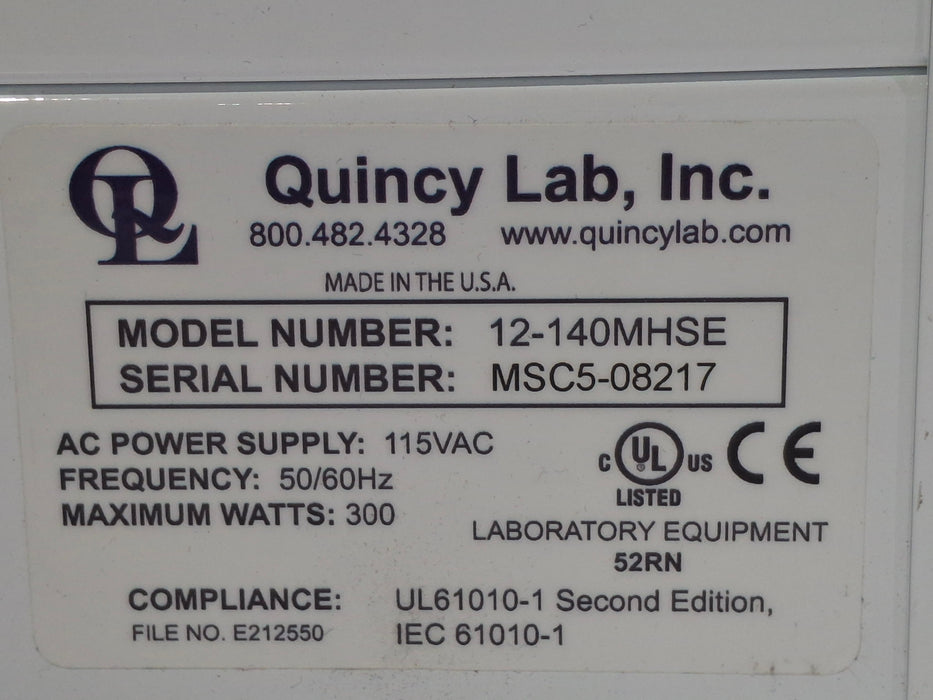 QL
Quincy Lab, Inc.
800.482.4328 www.quincylab.com
MADE IN THE U.S.A.
MODEL NUMBER: 12-140MHSE
SERIAL NUMBER: MSC5-08217
AC POWER SUPPLY: 115VAC
FREQUENCY: 50/60Hz
MAXIMUM WATTS: 300
C UL US CE
LISTED
LABORATORY EQUIPMENT
52RN
COMPLIANCE: UL61010-1 Second Edition,
FILE NO. E212550 IEC 61010-1